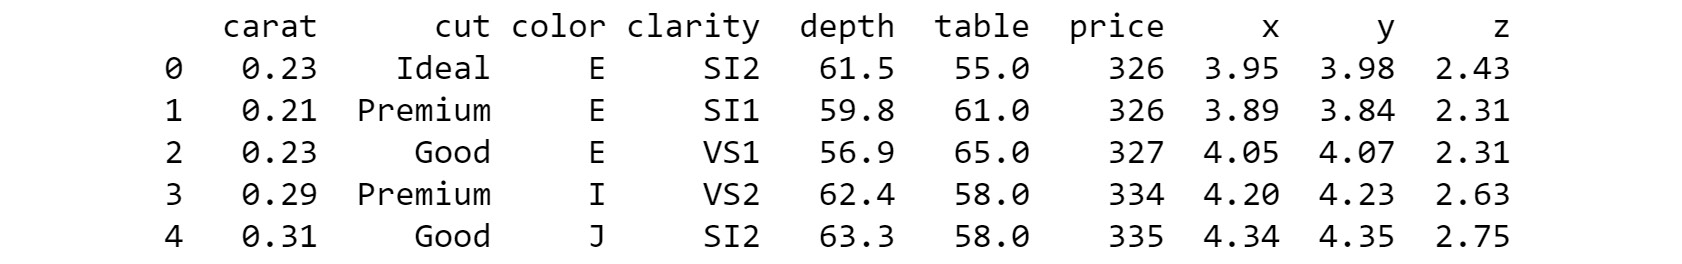 carat cut color clarity depth table price x y z
0 0.23 Ideal E SI2 61.5 55.0 326 3.95 3.98 2.43
1 0.21 Premium E SI1 59.8 61.0 326 3.89 3.84 2.31
2 0.23 Good E VS1 56.9 65.0 327 4.05 4.07 2.31
3 0.29 Premium I VS2 62.4 58.0 334 4.20 4.23 2.63
4 0.31 Good J SI2 63.3 58.0 335 4.34 4.35 2.75